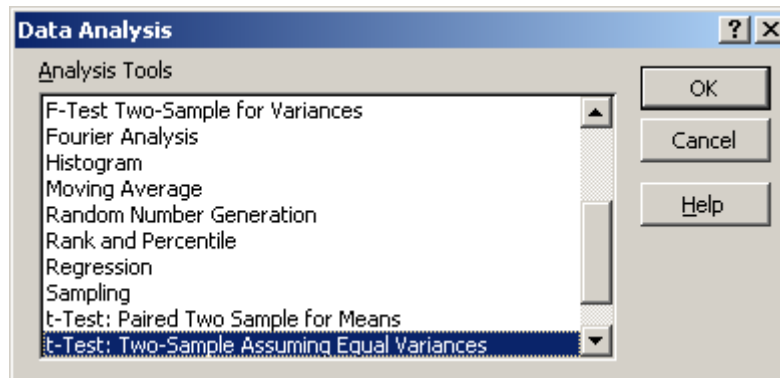 Data Analysis
Analysis Tools
F-Test Two-Sample for Variances
Fourier Analysis
Histogram
Moving Average
Random Number Generation
Rank and Percentile
Regression
Sampling
t-Test: Paired Two Sample for Means
t-Test: Two-Sample Assuming Equal Variances
OK
Cancel
Help